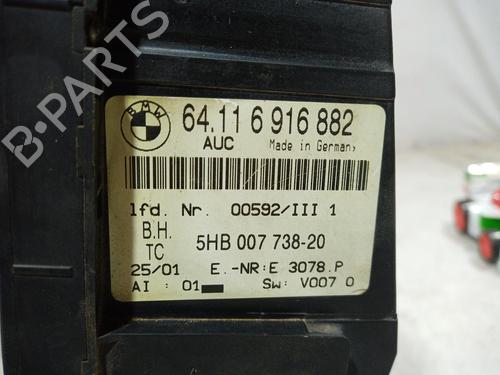 B-PARTS
BMW
64.11 6 916 882
AUC Made in Germany
lfd. Nr. 00592/III 1
B.H.
TC 5HB 007 738-20
25/01 E.-NR:E 3078.P
AI : 01 SW: V007 0